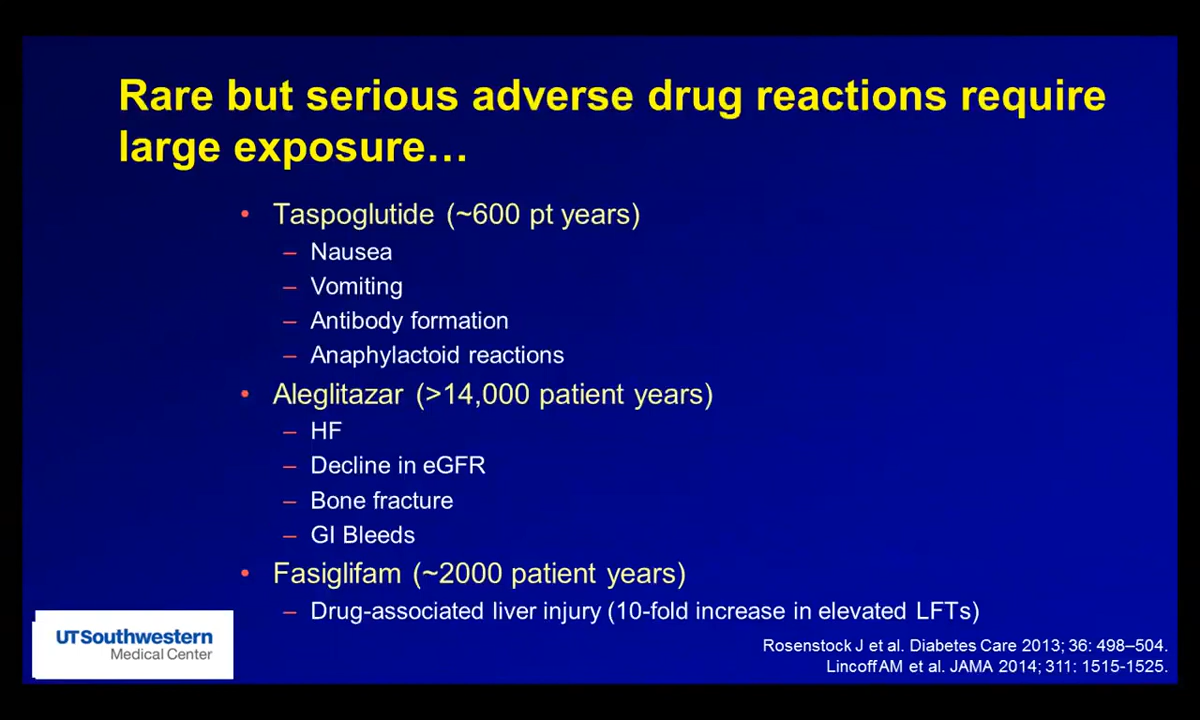 Rare but serious adverse drug reactions require
large exposure…
• Taspoglutide (~600 pt years)
– Nausea
– Vomiting
– Antibody formation
– Anaphylactoid reactions
• Aleglitazar (>14,000 patient years)
– HF
– Decline in eGFR
– Bone fracture
– GI Bleeds
• Fasiglifam (~2000 patient years)
– Drug-associated liver injury (10-fold increase in elevated LFTs)
UTSouthwestern
Medical Center
Rosenstock J et al. Diabetes Care 2013; 36: 498–504.
Lincoff AM et al. JAMA 2014; 311: 1515-1525.